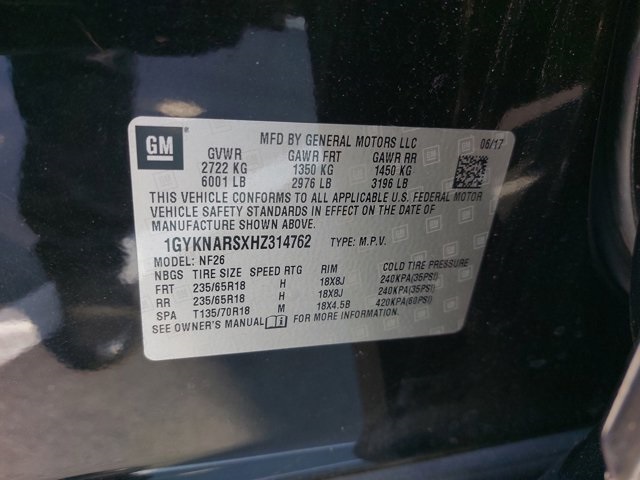 GM
MFD BY GENERAL MOTORS LLC 06/17
GVWR GAWR FRT GAWR RR
2722 KG 1350 KG 1450 KG
6001 LB 2976 LB 3196 LB
THIS VEHICLE CONFORMS TO ALL APPLICABLE U.S. FEDERAL MOTOR
VEHICLE SAFETY STANDARDS IN EFFECT ON THE DATE OF
MANUFACTURE SHOWN ABOVE.
1GYKNARSXHZ314762 TYPE: M.P.V.
MODEL: NF26
NBGS TIRE SIZE SPEED RTG RIM COLD TIRE PRESSURE
FRT 235/65R18 H 18X8J 240KPA(35PSI)
RR 235/65R18 H 18X8J 240KPA(35PSI)
SPA T135/70R18 M 18X4.5B 420KPA(60PSI)
SEE OWNER'S MANUAL FOR MORE INFORMATION.